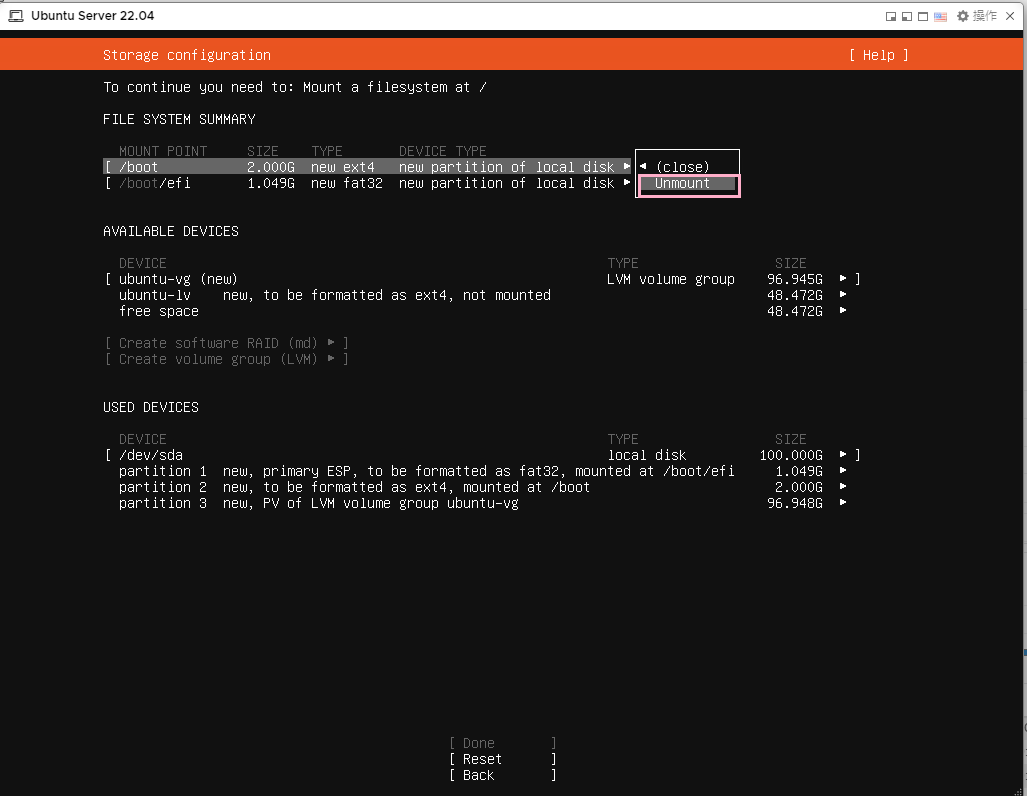 Ubuntu Server 22.04 操作
Storage configuration [ Help ]
To continue you need to: Mount a filesystem at /
FILE SYSTEM SUMMARY
MOUNT POINT SIZE TYPE DEVICE TYPE
[ /boot 2.000G new ext4 new partition of local disk ▸ ◂ (close)
[ /boot/efi 1.049G new fat32 new partition of local disk ▸ Unmount
AVAILABLE DEVICES
DEVICE TYPE SIZE
[ ubuntu-vg (new) LVM volume group 96.945G ▸ ]
ubuntu-lv new, to be formatted as ext4, not mounted 48.472G ▸
free space 48.472G ▸
[ Create software RAID (md) ▸ ]
[ Create volume group (LVM) ▸ ]
USED DEVICES
DEVICE TYPE SIZE
[ /dev/sda local disk 100.000G ▸ ]
partition 1 new, primary ESP, to be formatted as fat32, mounted at /boot/efi 1.049G ▸
partition 2 new, to be formatted as ext4, mounted at /boot 2.000G ▸
partition 3 new, PV of LVM volume group ubuntu-vg 96.948G ▸
[ Done ]
[ Reset ]
[ Back ]